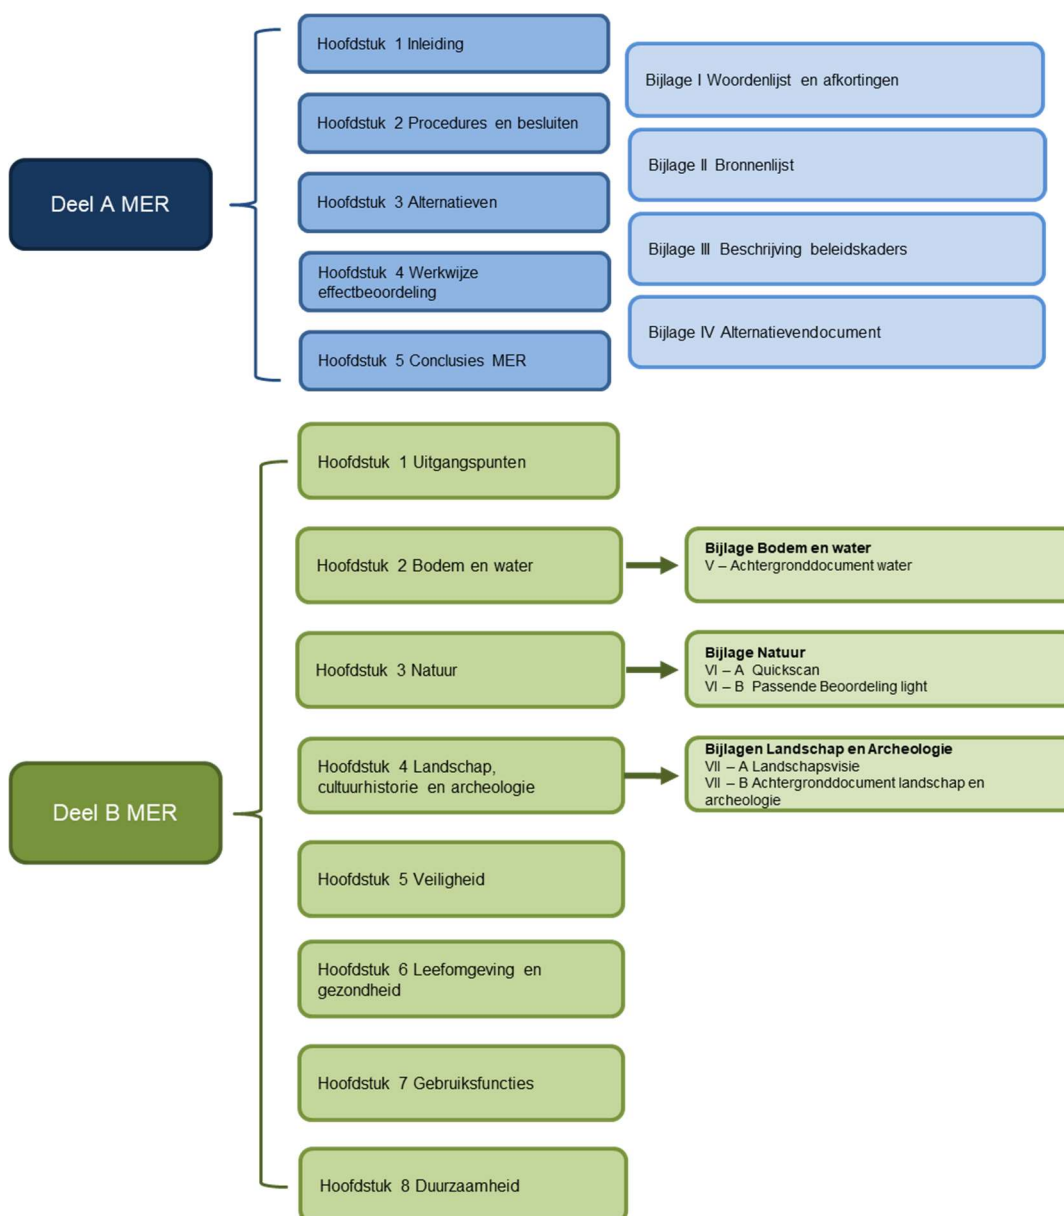 Deel A MER
Hoofdstuk 1 Inleiding
Hoofdstuk 2 Procedures en besluiten
Hoofdstuk 3 Alternatieven
Hoofdstuk 4 Werkwijze
effectbeoordeling
Hoofdstuk 5 Conclusies MER
Bijlage I Woordenlijst en afkortingen
Bijlage II Bronnenlijst
Bijlage III Beschrijving beleidskaders
Bijlage IV Alternatievendocument
Deel B MER
Hoofdstuk 1 Uitgangspunten
Hoofdstuk 2 Bodem en water
Bijlage Bodem en water
V – Achtergronddocument water
Hoofdstuk 3 Natuur
Bijlage Natuur
VI – A Quickscan
VI – B Passende Beoordeling light
Hoofdstuk 4 Landschap,
cultuurhistorie en archeologie
Bijlagen Landschap en Archeologie
VII – A Landschapsvisie
VII – B Achtergronddocument landschap en
archeologie
Hoofdstuk 5 Veiligheid
Hoofdstuk 6 Leefomgeving en
gezondheid
Hoofdstuk 7 Gebruiksfuncties
Hoofdstuk 8 Duurzaamheid